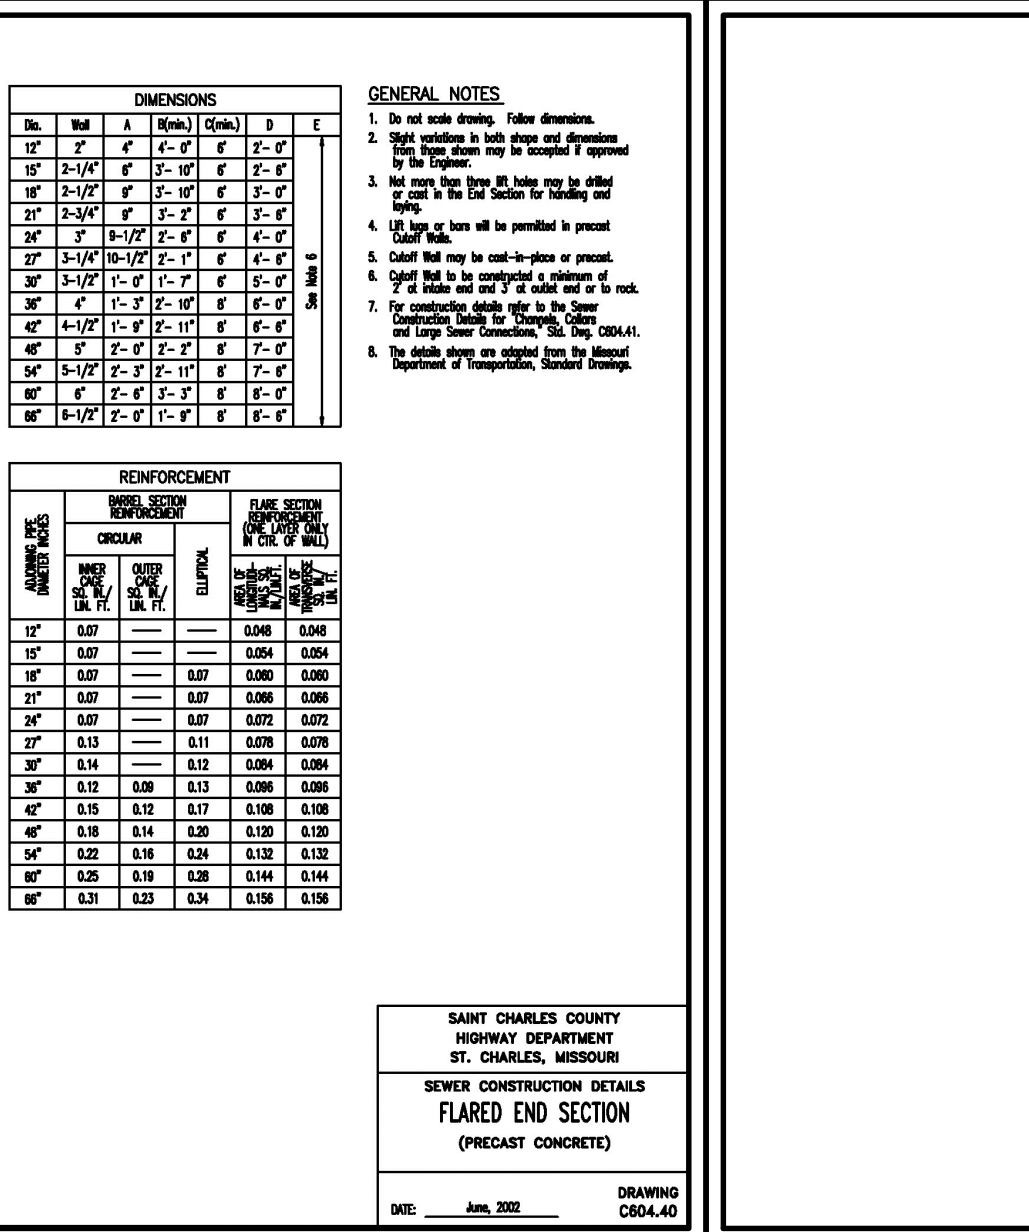 DIMENSIONS
Dia. Wall A B(min.) C(min.) D E
12" 2" 4" 4'- 0" 6' 2'- 0"
15" 2-1/4" 6" 3'- 10" 6' 2'- 6"
18" 2-1/2" 9" 3'- 10" 6' 3'- 0"
21" 2-3/4" 9" 3'- 2" 6' 3'- 6"
24" 3" 9-1/2" 2'- 6" 6' 4'- 0"
27" 3-1/4" 10-1/2" 2'- 1" 6' 4'- 6"
30" 3-1/2" 1'- 0" 1'- 7" 6' 5'- 0"
36" 4" 1'- 3" 2'- 10" 8' 6'- 0"
42" 4-1/2" 1'- 9" 2'- 11" 8' 6'- 6"
48" 5" 2'- 0" 2'- 2" 8' 7'- 0"
54" 5-1/2" 2'- 3" 2'- 11" 8' 7'- 6"
60" 6" 2'- 6" 3'- 3" 8' 8'- 0"
66" 6-1/2" 2'- 0" 1'- 9" 8' 8'- 6"
See Note 6
GENERAL NOTES
1. Do not scale drawing. Follow dimensions.
2. Slight variations in both shape and dimensions
from those shown may be accepted if approved
by the Engineer.
3. Not more than three lift holes may be drilled
or cast in the End Section for handling and
laying.
4. Lift lugs or bars will be permitted in precast
Cutoff Walls.
5. Cutoff Wall may be cast-in-place or precast.
6. Cutoff Wall to be constructed a minimum of
2' at intake end and 3' at outlet end or to rock.
7. For construction details refer to the Sewer
Construction Details for "Channels, Collars
and Large Sewer Connections," Std. Dwg. C604.41.
8. The details shown are adapted from the Missouri
Department of Transportation, Standard Drawings.
REINFORCEMENT
ADJOINING PIPE
DIAMETER INCHES
BARREL SECTION
REINFORCEMENT
CIRCULAR
INNER
CAGE
SQ. IN./
LIN. FT.
OUTER
CAGE
SQ. IN./
LIN. FT.
ELLIPTICAL
FLARE SECTION
REINFORCEMENT
(ONE LAYER ONLY
IN CTR. OF WALL)
AREA OF
LONGITUDI-
NALS SQ.
IN./LIN.FT.
AREA OF
TRANSVERSE
SQ. IN./
LIN. FT.
12" 0.07 —— —— 0.048 0.048
15" 0.07 —— —— 0.054 0.054
18" 0.07 —— 0.07 0.060 0.060
21" 0.07 —— 0.07 0.066 0.066
24" 0.07 —— 0.07 0.072 0.072
27" 0.13 —— 0.11 0.078 0.078
30" 0.14 —— 0.12 0.084 0.084
36" 0.12 0.09 0.13 0.096 0.096
42" 0.15 0.12 0.17 0.108 0.108
48" 0.18 0.14 0.20 0.120 0.120
54" 0.22 0.16 0.24 0.132 0.132
60" 0.25 0.19 0.28 0.144 0.144
66" 0.31 0.23 0.34 0.156 0.156
SAINT CHARLES COUNTY
HIGHWAY DEPARTMENT
ST. CHARLES, MISSOURI
SEWER CONSTRUCTION DETAILS
FLARED END SECTION
(PRECAST CONCRETE)
DATE: June, 2002
DRAWING
C604.40